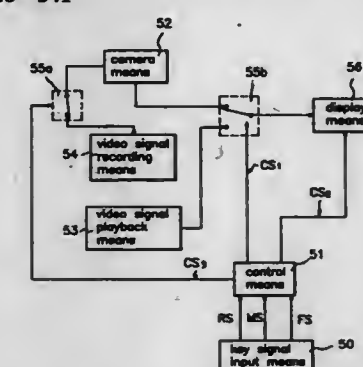 52
55a
camera
means
55b
56
display
means
54
video signal
recording
means
CS₁
CS₂
53
video signal
playback
means
51
CS₃
control
means
RS MS FS
50
key signal
input means